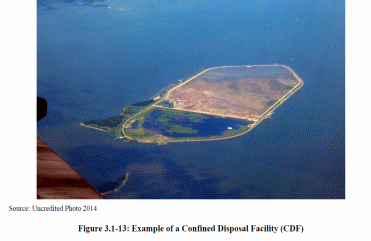 Source: Uncredited Photo 2014
Figure 3.1-13: Example of a Confined Disposal Facility (CDF)